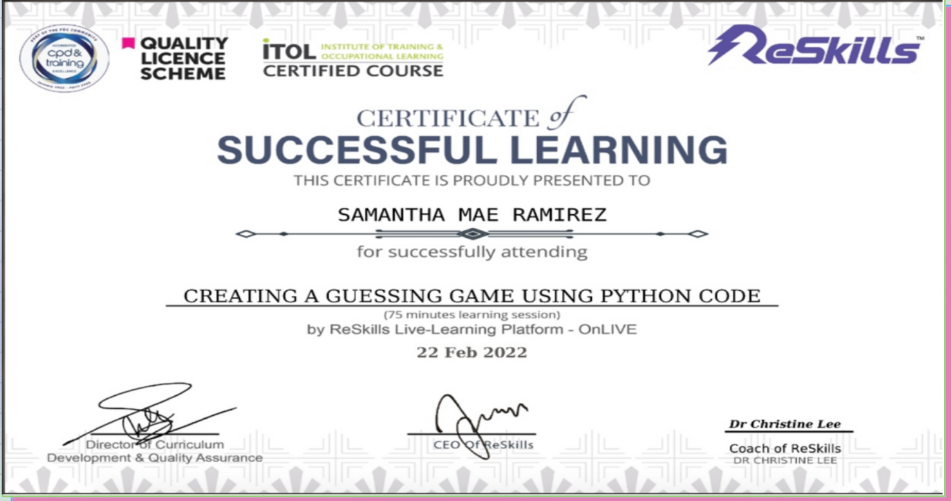 cpd&
training
QUALITY
LICENCE
SCHEME
iTOL INSTITUTE OF TRAINING &
OCCUPATIONAL LEARNING
CERTIFIED COURSE
ReSkills™
CERTIFICATE of
SUCCESSFUL LEARNING
THIS CERTIFICATE IS PROUDLY PRESENTED TO
SAMANTHA MAE RAMIREZ
for successfully attending
CREATING A GUESSING GAME USING PYTHON CODE
(75 minutes learning session)
by ReSkills Live-Learning Platform - OnLIVE
22 Feb 2022
Director of Curriculum
Development & Quality Assurance
CEO Of ReSkills
Dr Christine Lee
Coach of ReSkills
DR CHRISTINE LEE